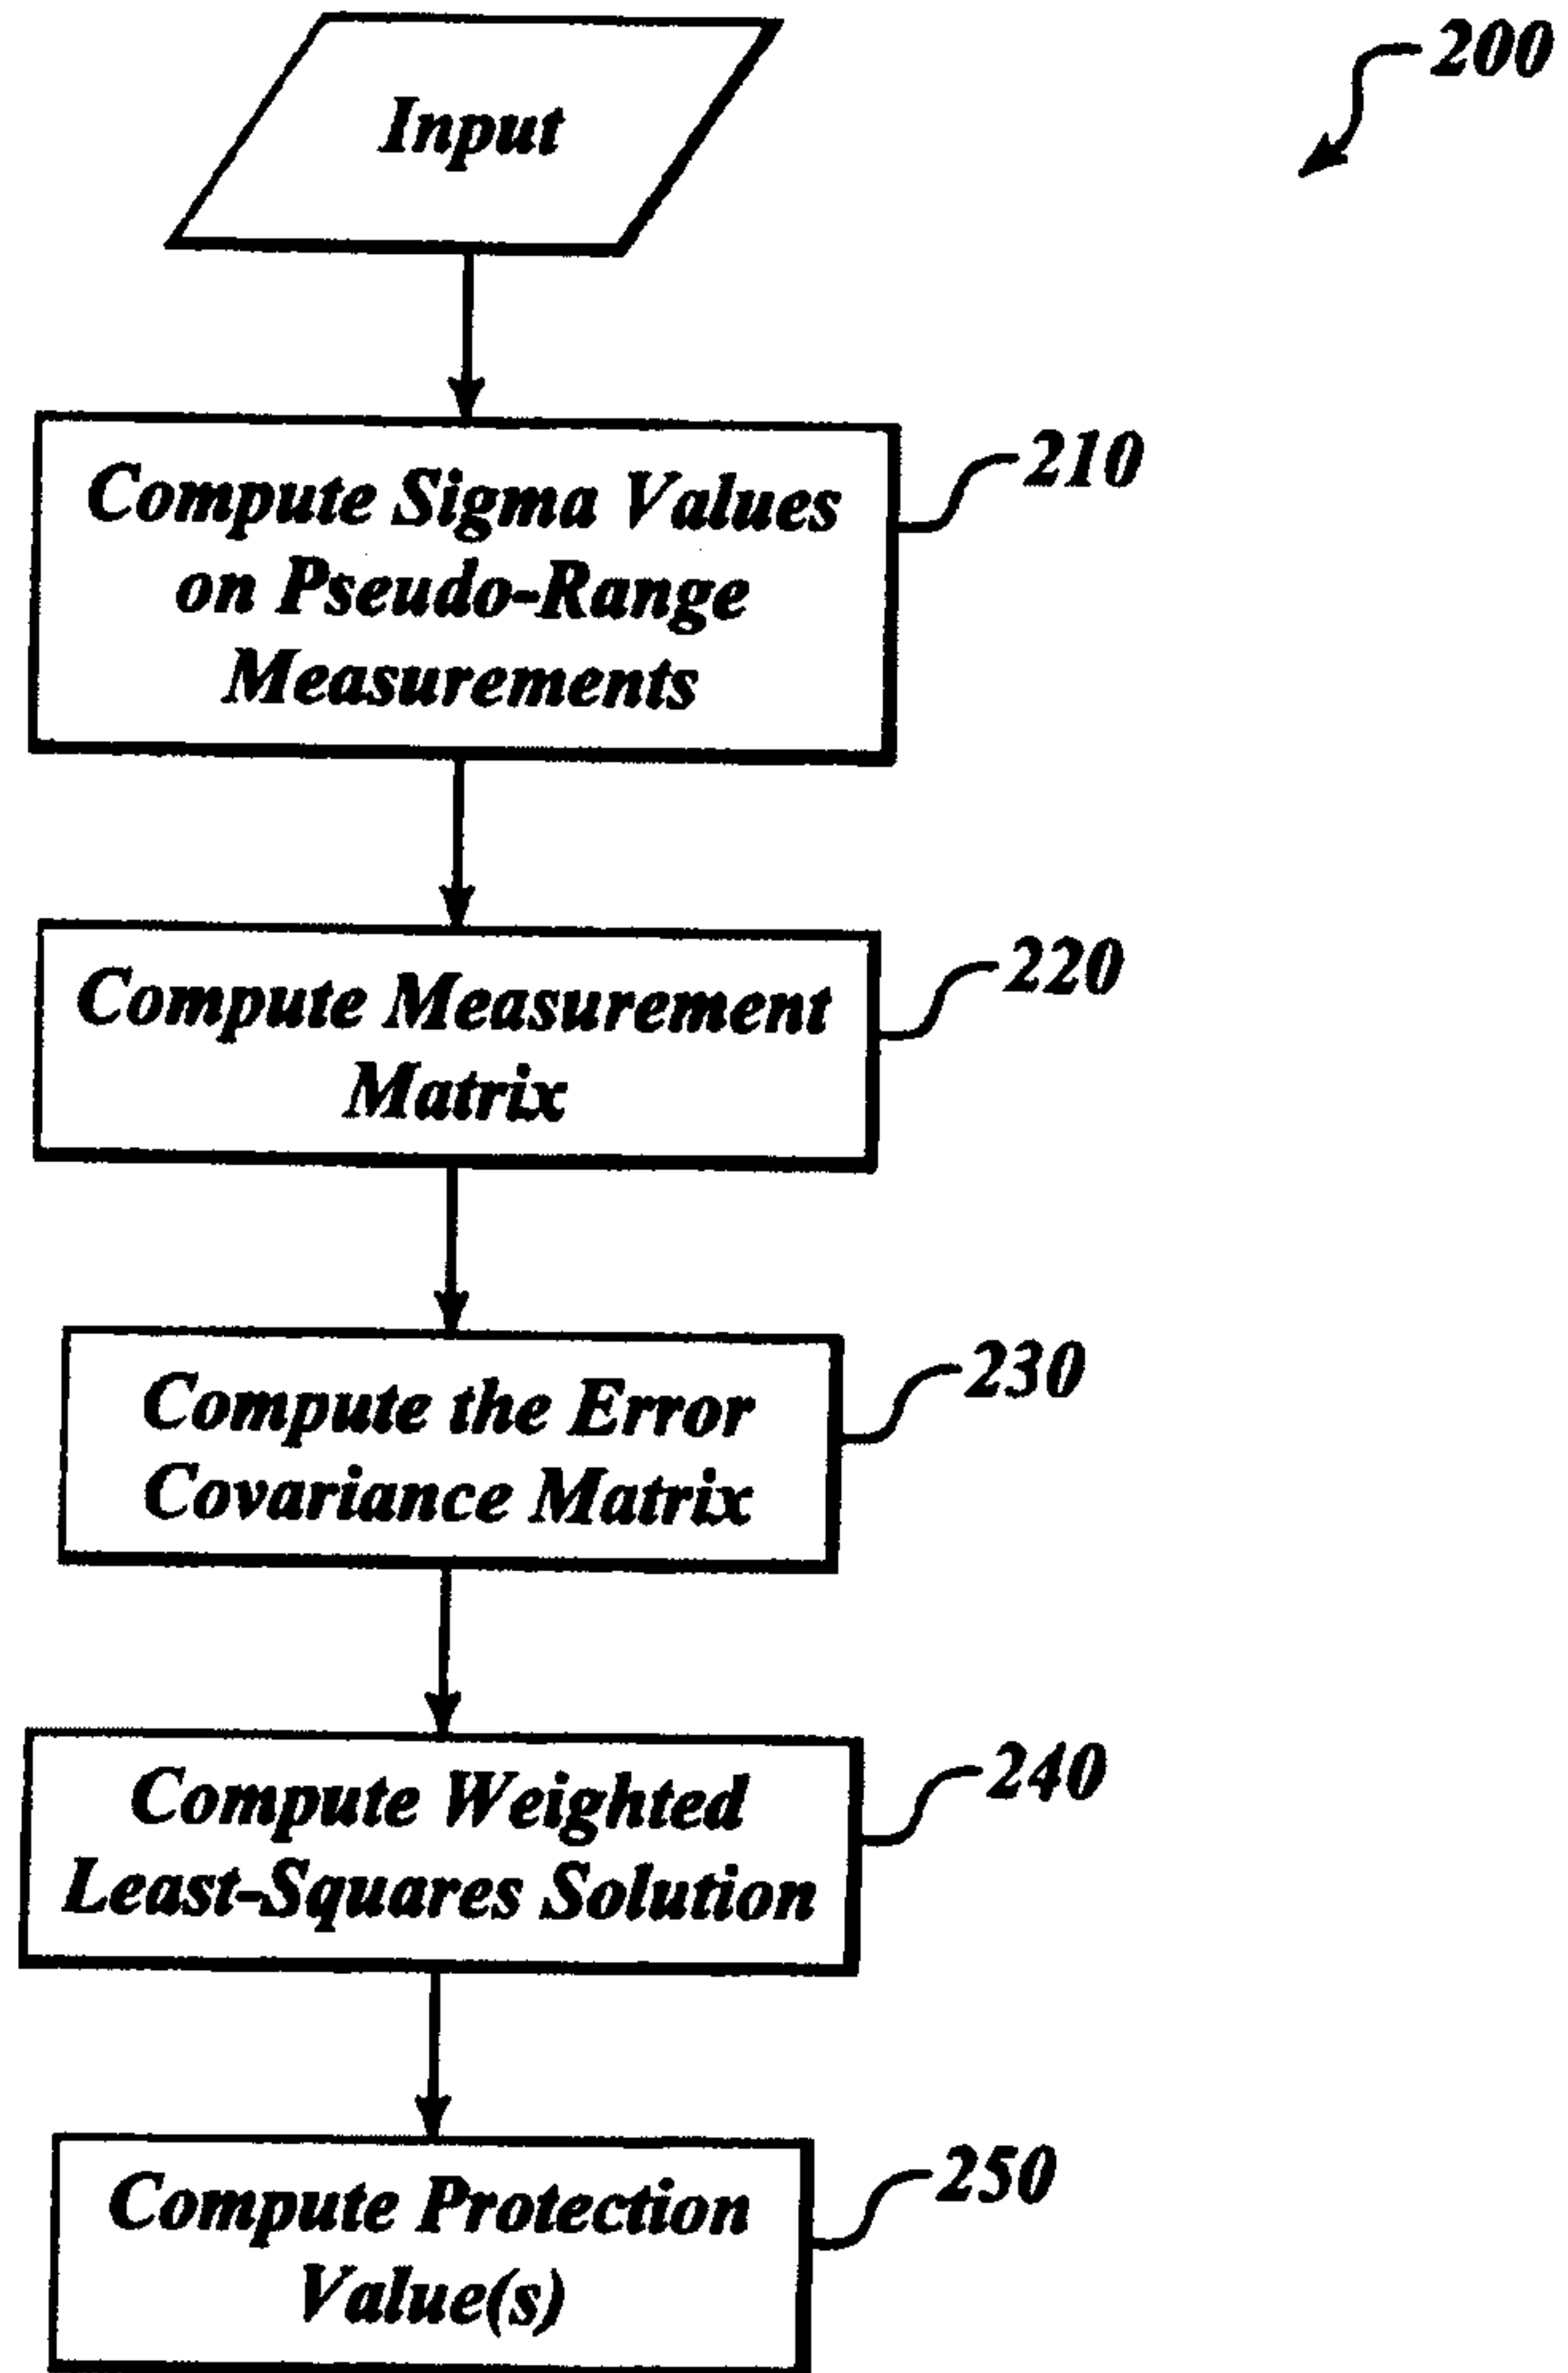 Input
200
Compute Sigma Values
on Pseudo-Range
Measurements
210
Compute Measurement
Matrix
220
Compute the Error
Covariance Matrix
230
Compute Weighted
Least-Squares Solution
240
Compute Protection
Value(s)
250